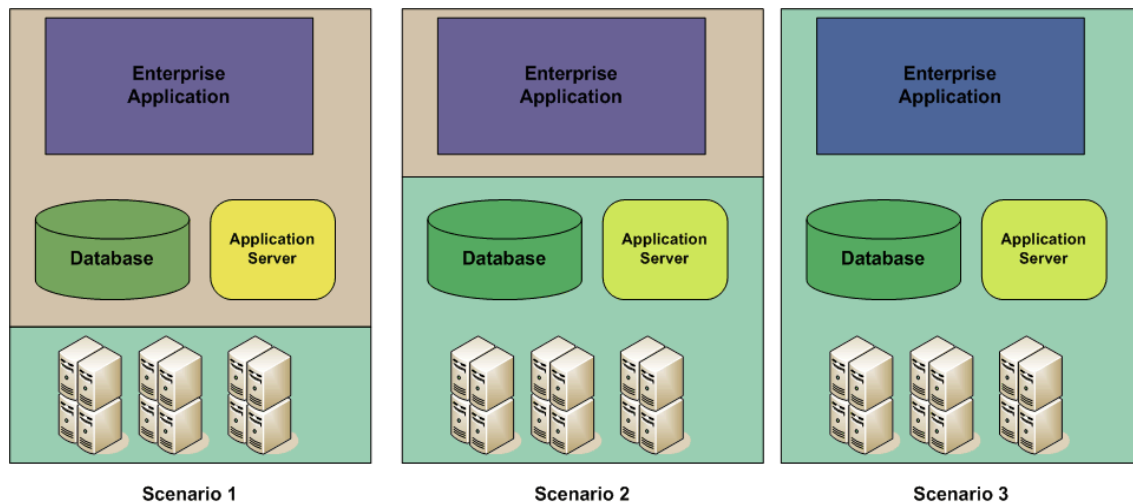 Enterprise
Application
Database
Application
Server
Scenario 1
Enterprise
Application
Database
Application
Server
Scenario 2
Enterprise
Application
Database
Application
Server
Scenario 3